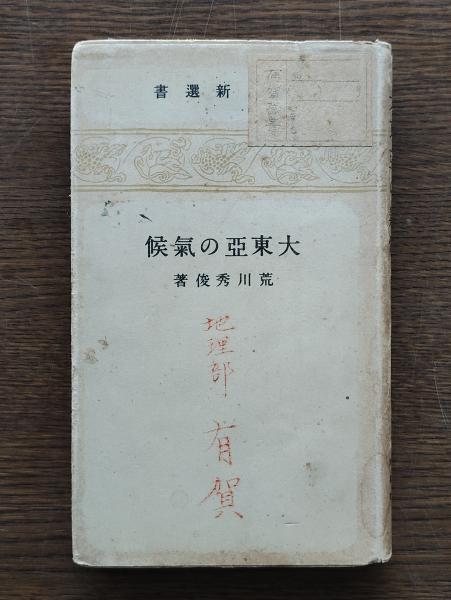 新選書
大東亞の氣候
荒川秀俊著
地理部
有賀